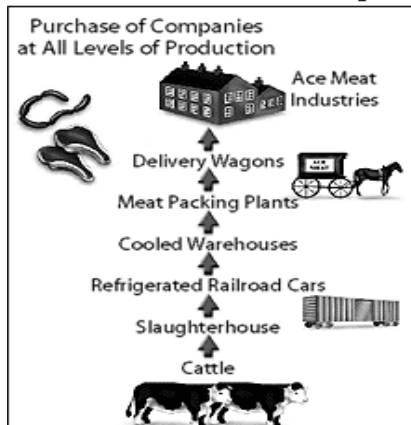 Purchase of Companies
at All Levels of Production
Ace Meat
Industries
Delivery Wagons
ACE
MEAT
Meat Packing Plants
Cooled Warehouses
Refrigerated Railroad Cars
Slaughterhouse
Cattle